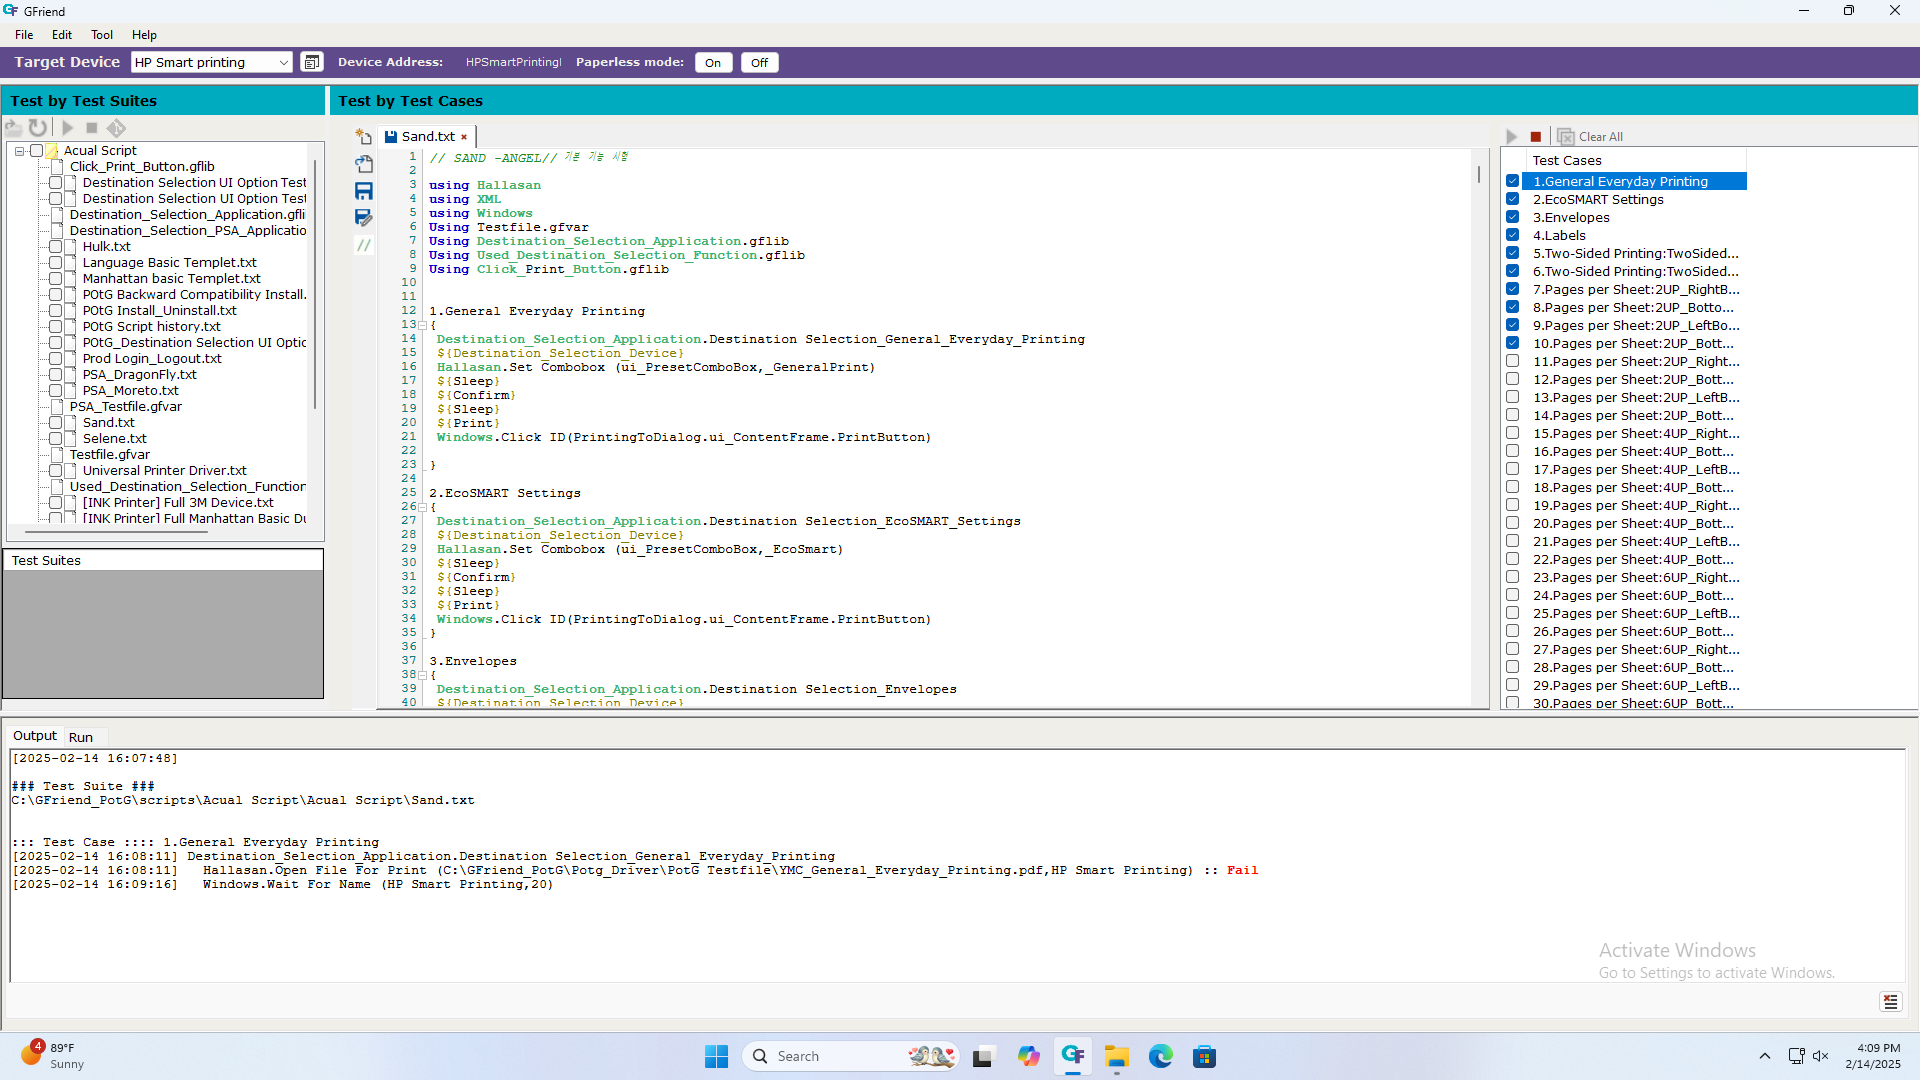 GFriend
File Edit Tool Help
Target Device HP Smart printing Device Address: HPSmartPrintingI Paperless mode: On Off
Test by Test Suites
Acual Script
Click_Print_Button.gflib
Destination Selection UI Option Test
Destination Selection UI Option Test
Destination_Selection_Application.gfli
Destination_Selection_PSA_Applicatio
Hulk.txt
Language Basic Templet.txt
Manhattan basic Templet.txt
POtG Backward Compatibility Install.
POtG Install_Uninstall.txt
POtG Script history.txt
POtG_Destination Selection UI Optic
Prod Login_Logout.txt
PSA_DragonFly.txt
PSA_Moreto.txt
PSA_Testfile.gfvar
Sand.txt
Selene.txt
Testfile.gfvar
Universal Printer Driver.txt
Used_Destination_Selection_Function
[INK Printer] Full 3M Device.txt
[INK Printer] Full Manhattan Basic Du
Test Suites
Test by Test Cases
Sand.txt
1 // SAND -ANGEL// 기본 기능 시험
2
3 using Hallasan
4 using XML
5 using Windows
6 Using Testfile.gfvar
7 Using Destination_Selection_Application.gflib
8 Using Used_Destination_Selection_Function.gflib
9 Using Click_Print_Button.gflib
10
11
12 1.General Everyday Printing
13 {
14 Destination_Selection_Application.Destination Selection_General_Everyday_Printing
15 ${Destination_Selection_Device}
16 Hallasan.Set Combobox (ui_PresetComboBox,_GeneralPrint)
17 ${Sleep}
18 ${Confirm}
19 ${Sleep}
20 ${Print}
21 Windows.Click ID(PrintingToDialog.ui_ContentFrame.PrintButton)
22
23 }
24
25 2.EcoSMART Settings
26 {
27 Destination_Selection_Application.Destination Selection_EcoSMART_Settings
28 ${Destination_Selection_Device}
29 Hallasan.Set Combobox (ui_PresetComboBox,_EcoSmart)
30 ${Sleep}
31 ${Confirm}
32 ${Sleep}
33 ${Print}
34 Windows.Click ID(PrintingToDialog.ui_ContentFrame.PrintButton)
35 }
36
37 3.Envelopes
38 {
39 Destination_Selection_Application.Destination Selection_Envelopes
40 ${Destination_Selection_Device}
Clear All
Test Cases
1.General Everyday Printing
2.EcoSMART Settings
3.Envelopes
4.Labels
5.Two-Sided Printing:TwoSided...
6.Two-Sided Printing:TwoSided...
7.Pages per Sheet:2UP_RightB...
8.Pages per Sheet:2UP_Botto...
9.Pages per Sheet:2UP_LeftBo...
10.Pages per Sheet:2UP_Bott...
11.Pages per Sheet:2UP_Right...
12.Pages per Sheet:2UP_Bott...
13.Pages per Sheet:2UP_LeftB...
14.Pages per Sheet:2UP_Bott...
15.Pages per Sheet:4UP_Right...
16.Pages per Sheet:4UP_Bott...
17.Pages per Sheet:4UP_LeftB...
18.Pages per Sheet:4UP_Bott...
19.Pages per Sheet:4UP_Right...
20.Pages per Sheet:4UP_Bott...
21.Pages per Sheet:4UP_LeftB...
22.Pages per Sheet:4UP_Bott...
23.Pages per Sheet:6UP_Right...
24.Pages per Sheet:6UP_Bott...
25.Pages per Sheet:6UP_LeftB...
26.Pages per Sheet:6UP_Bott...
27.Pages per Sheet:6UP_Right...
28.Pages per Sheet:6UP_Bott...
29.Pages per Sheet:6UP_LeftB...
30.Pages per Sheet:6UP_Bott...
Output Run
[2025-02-14 16:07:48]
### Test Suite ###
C:\GFriend_PotG\scripts\Acual Script\Acual Script\Sand.txt
::: Test Case :::: 1.General Everyday Printing
[2025-02-14 16:08:11] Destination_Selection_Application.Destination Selection_General_Everyday_Printing
[2025-02-14 16:08:11] Hallasan.Open File For Print (C:\GFriend_PotG\Potg_Driver\PotG Testfile\YMC_General_Everyday_Printing.pdf,HP Smart Printing) :: Fail
[2025-02-14 16:09:16] Windows.Wait For Name (HP Smart Printing,20)
Activate Windows
Go to Settings to activate Windows.
4
89°F
Sunny
Search
GF
4:09 PM
2/14/2025